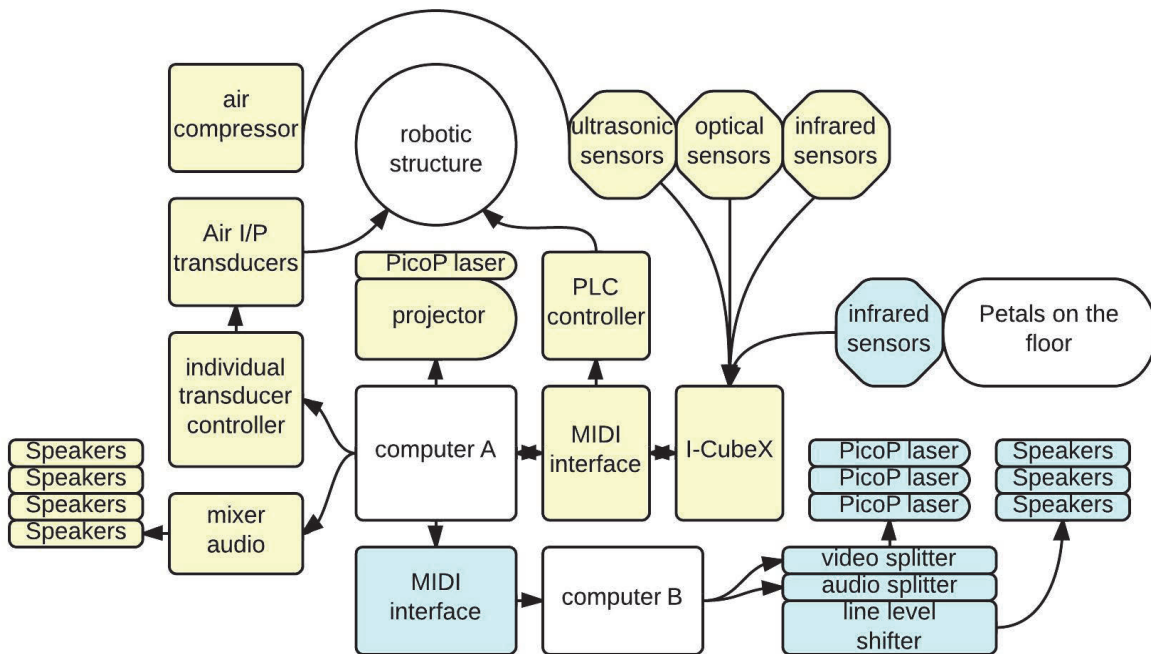 air
compressor
robotic
structure
ultrasonic
sensors
optical
sensors
infrared
sensors
Air I/P
transducers
PicoP laser
projector
PLC
controller
infrared
sensors
Petals on the
floor
individual
transducer
controller
computer A
MIDI
interface
I-CubeX
Speakers
Speakers
Speakers
Speakers
mixer
audio
PicoP laser
PicoP laser
PicoP laser
Speakers
Speakers
Speakers
MIDI
interface
computer B
video splitter
audio splitter
line level
shifter